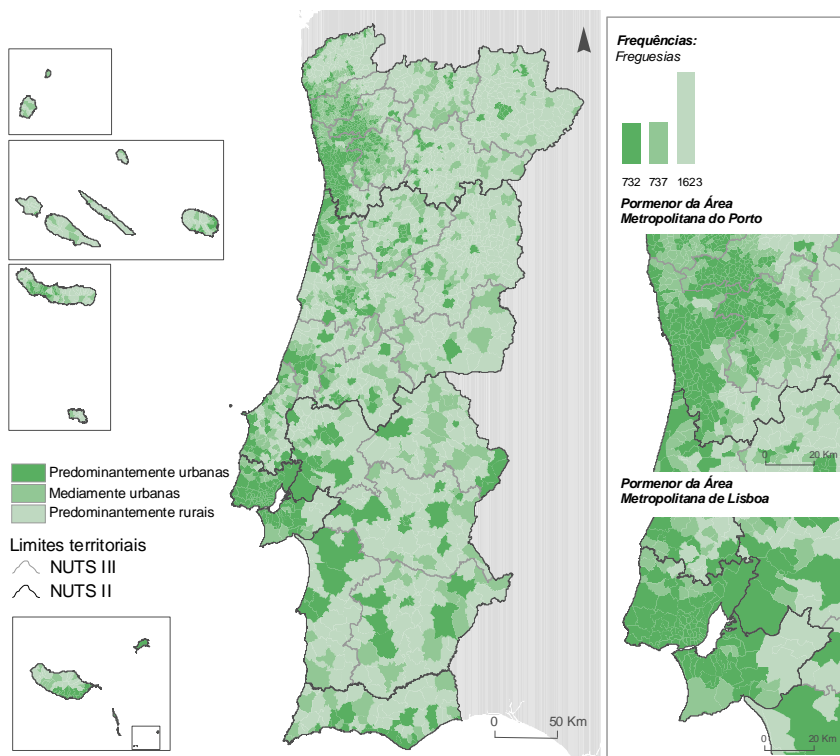 Frequências:
Freguesias
732 737 1623
Pormenor da Área
Metropolitana do Porto
0 20 Km
Predominantemente urbanas
Mediamente urbanas
Predominantemente rurais
Limites territoriais
NUTS III
NUTS II
Pormenor da Área
Metropolitana de Lisboa
0 50 Km
0 20 Km